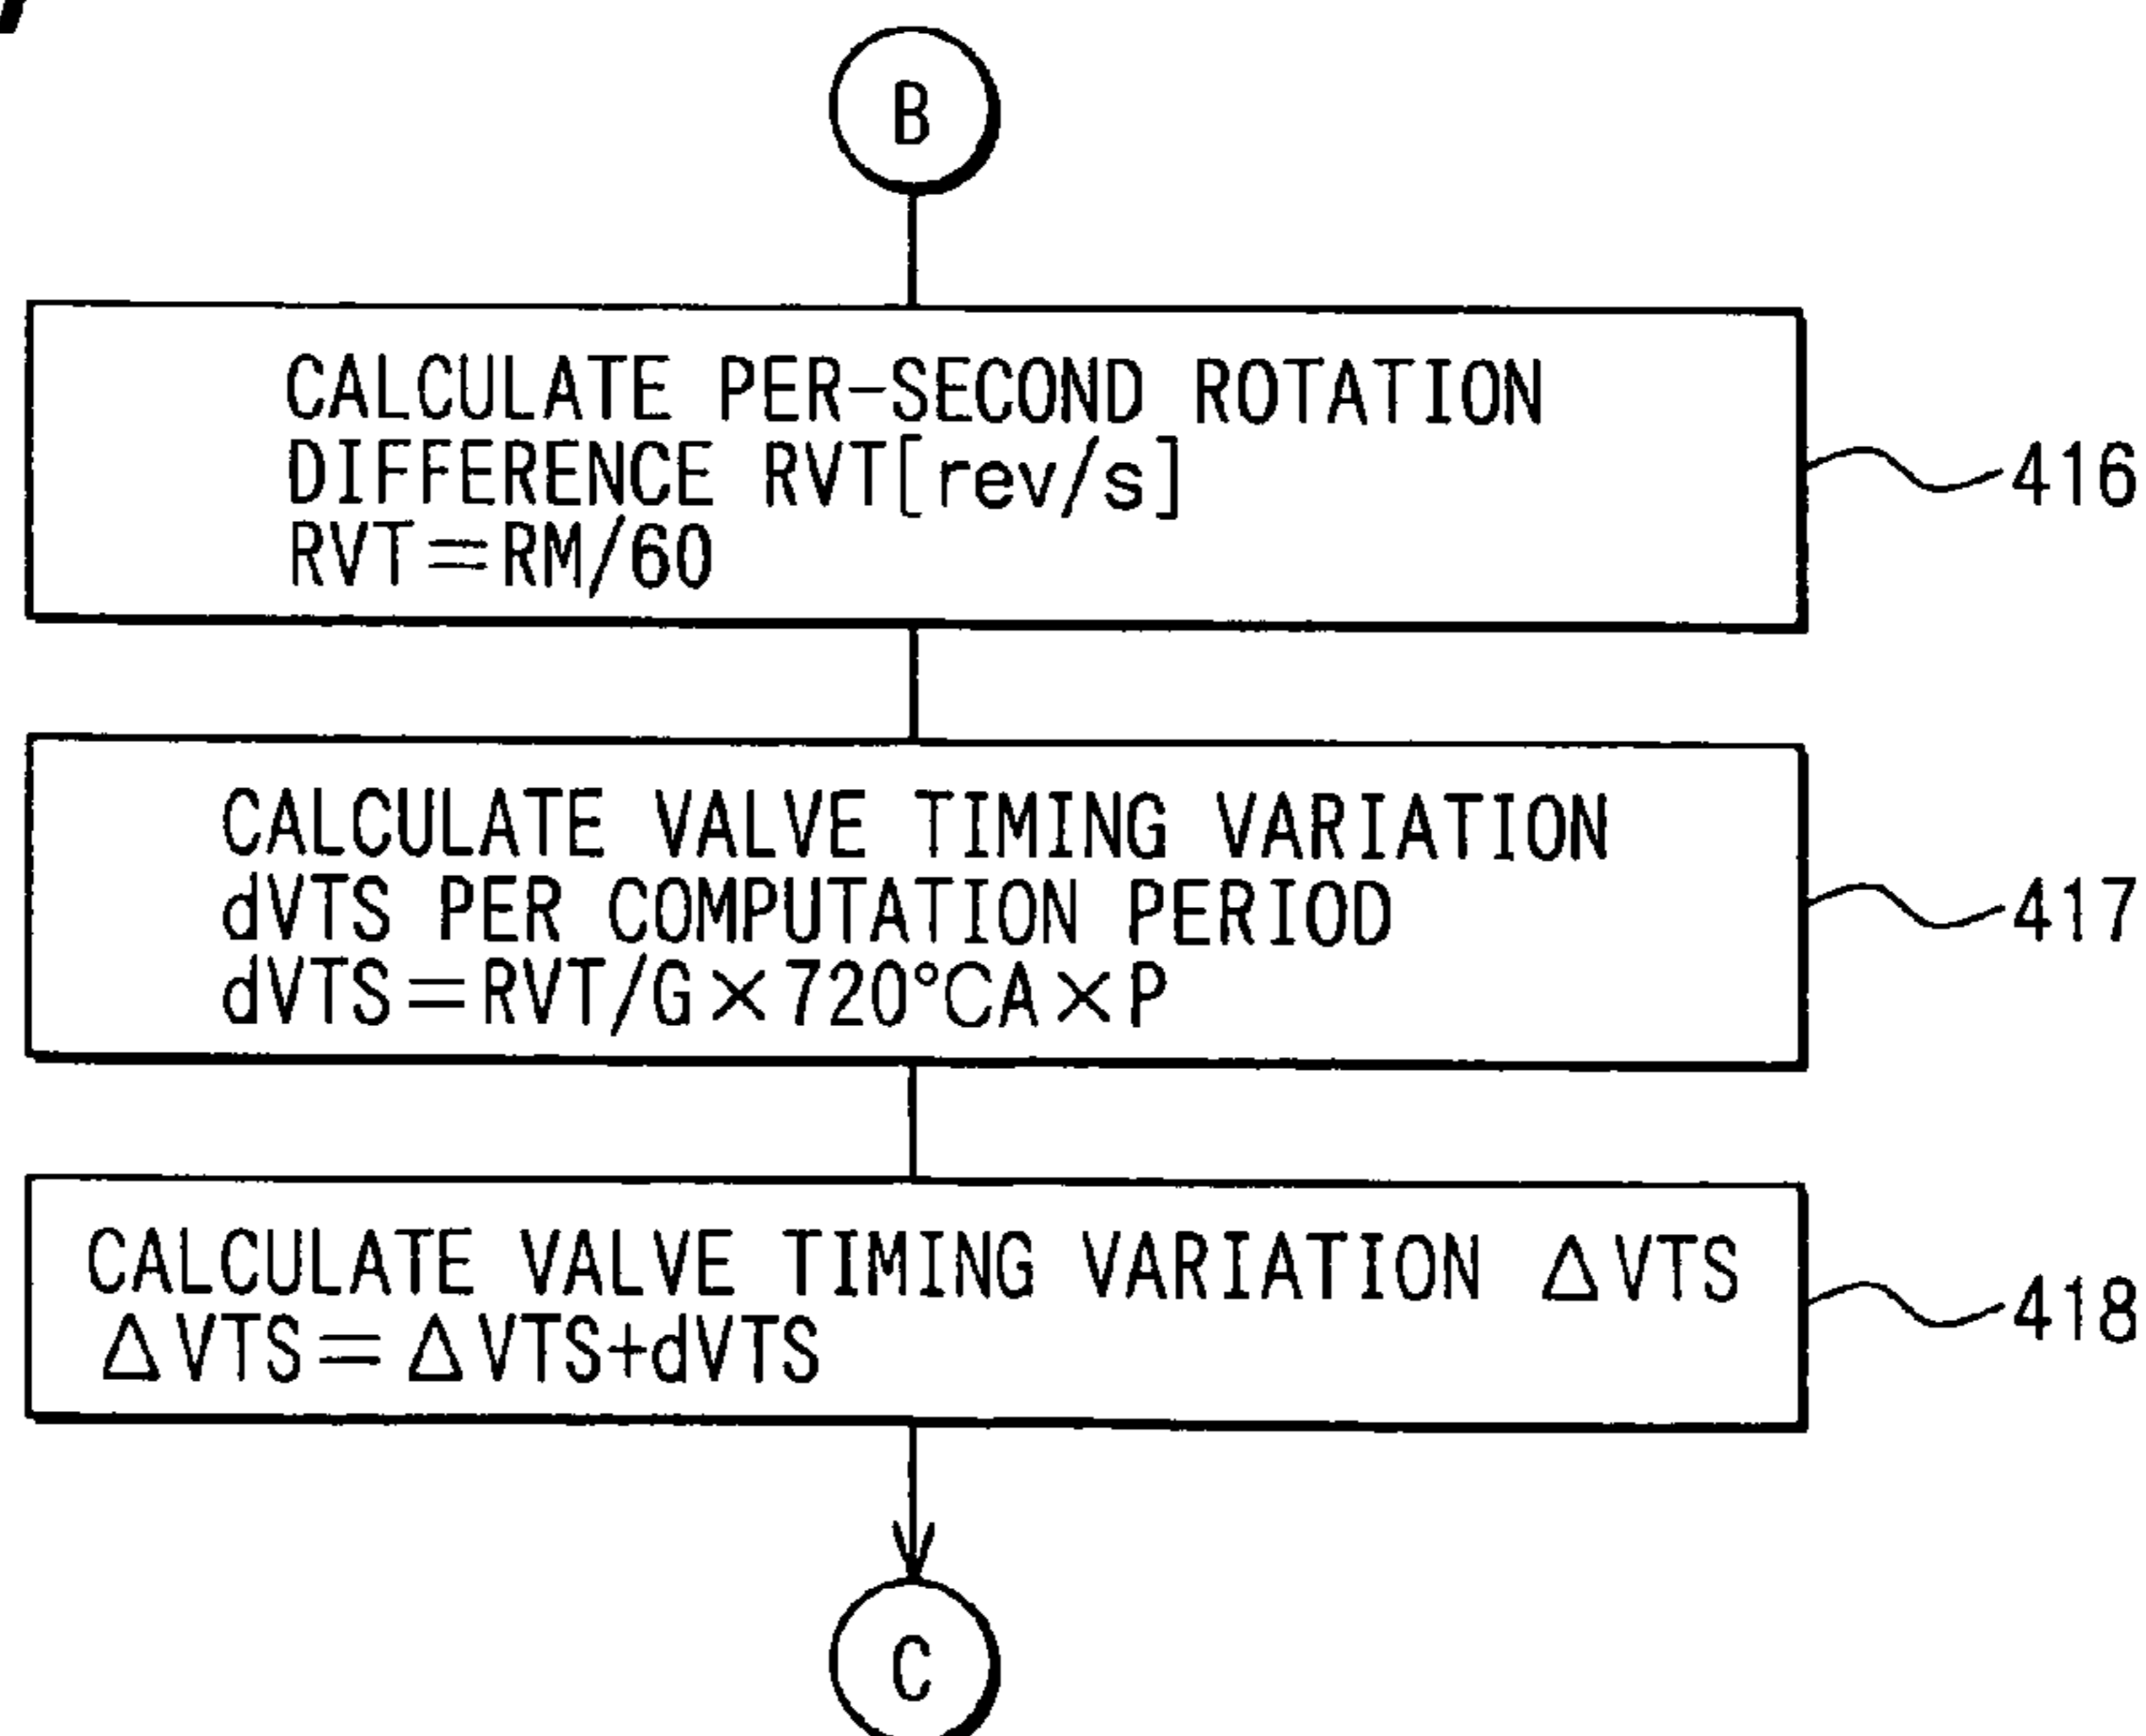 B
CALCULATE PER-SECOND ROTATION
DIFFERENCE RVT[rev/s]
RVT=RM/60
416
CALCULATE VALVE TIMING VARIATION
dVTS PER COMPUTATION PERIOD
dVTS=RVT/G×720°CA×P
417
CALCULATE VALVE TIMING VARIATION ΔVTS
ΔVTS=ΔVTS+dVTS
418
C